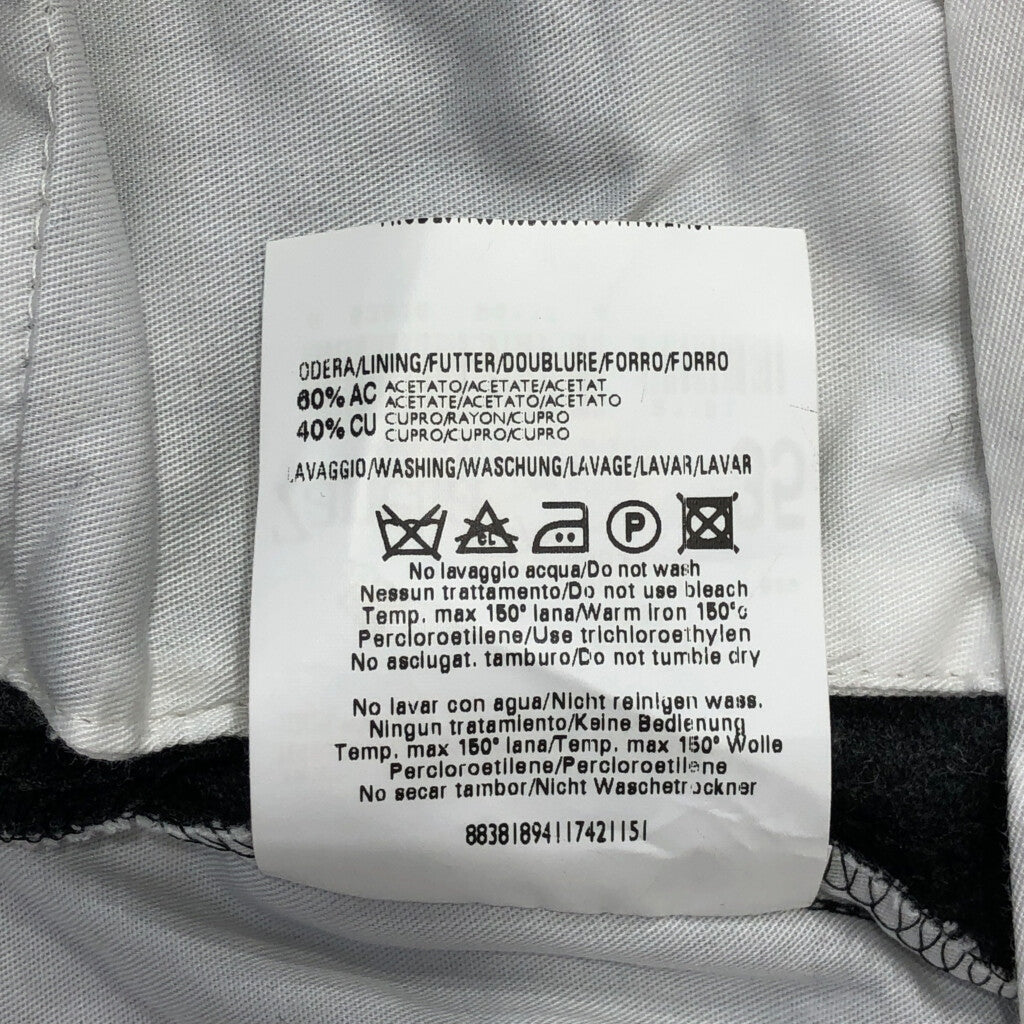 ODERA/LINING/FUTTER/DOUBLURE/FORRO/FORRO
60% AC ACETATO/ACETATE/ACETAT
ACETATE/ACETATO/ACETATO
40% CU CUPRO/RAYON/CUPRO
CUPRO/CUPRO/CUPRO
LAVAGGIO/WASHING/WASCHUNG/LAVAGE/LAVAR/LAVAR
CL P
No lavaggio acqua/Do not wash
Nessun trattamento/Do not use bleach
Temp. max 150° lana/Warm Iron 150°c
Percloroetilene/Use trichloroethylen
No asciugat. tamburo/Do not tumble dry
No lavar con agua/Nicht reinigen wass.
Ningun tratamiento/Keine Bedienung
Temp. max 150° lana/Temp. max 150° Wolle
Percloroetilene/Percloroetilene
No secar tambor/Nicht Waschetrockner
88381894117421151